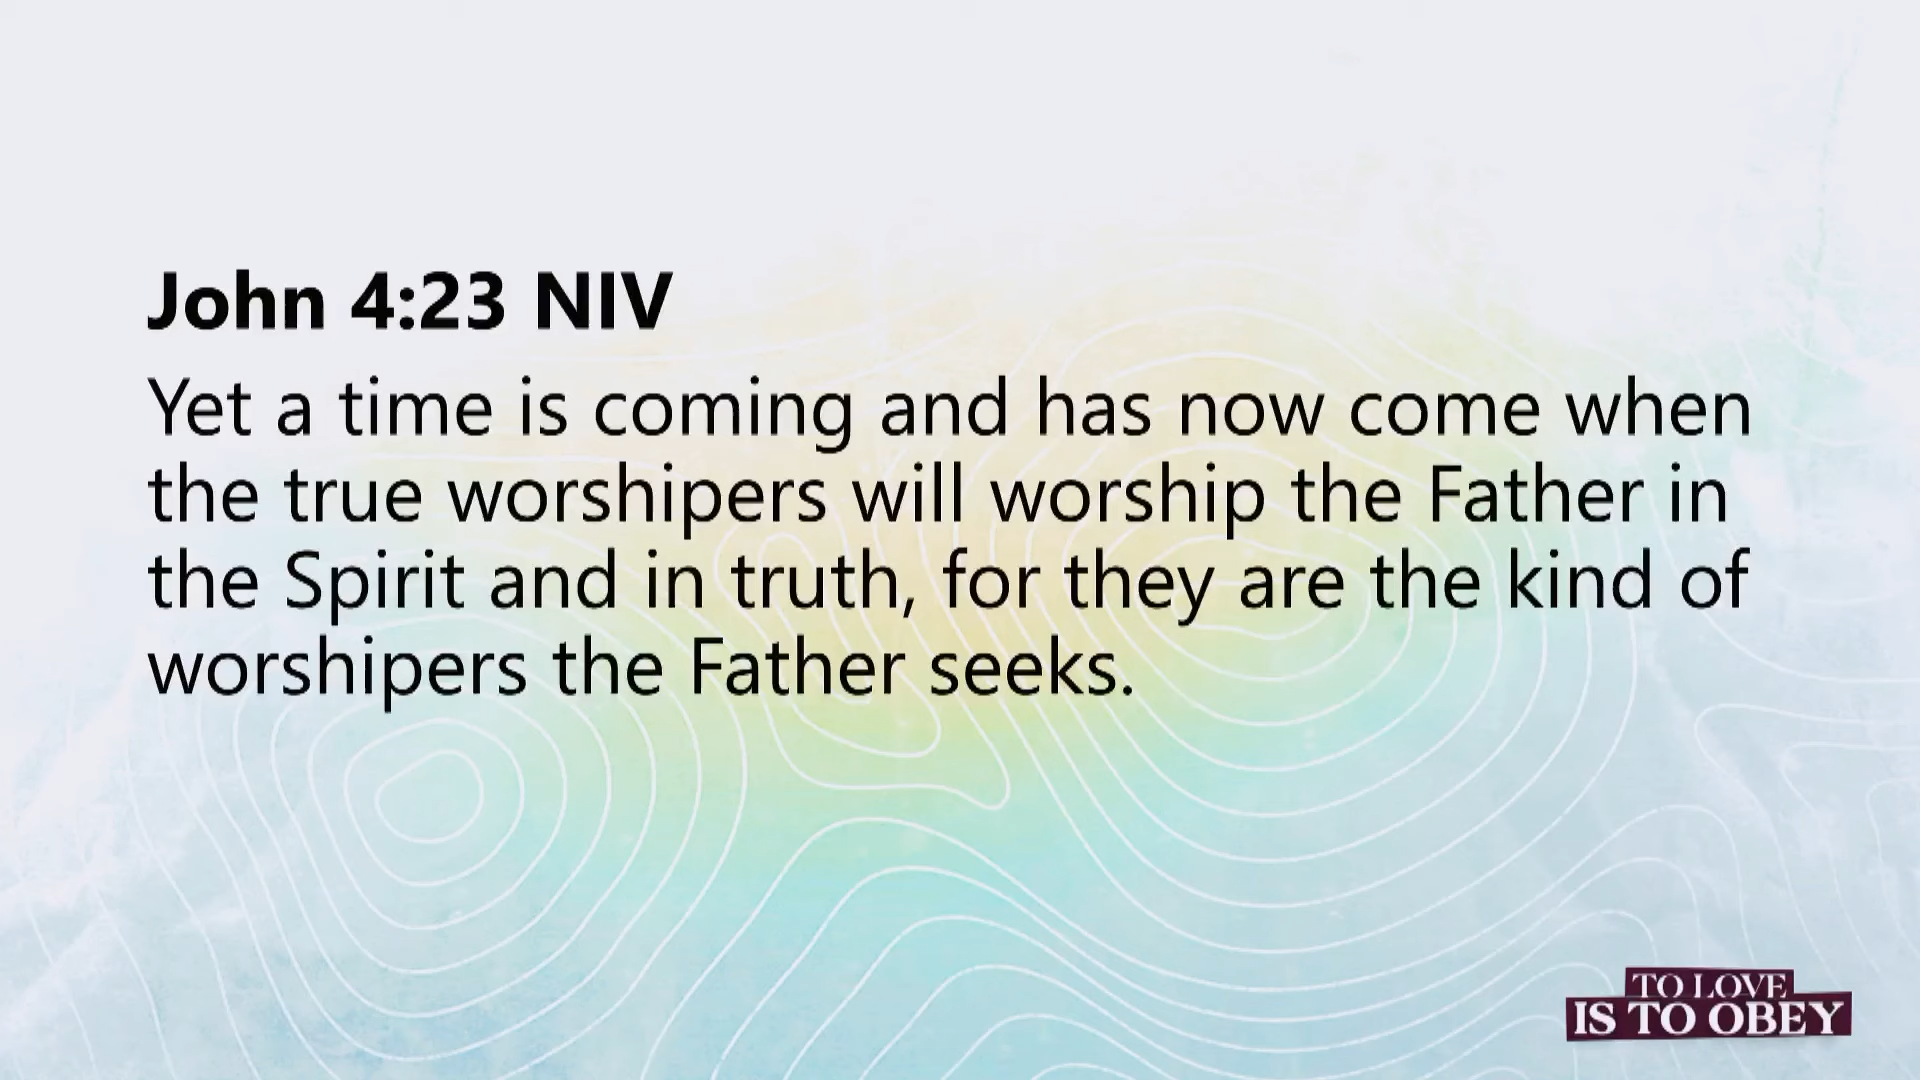 John 4:23 NIV
Yet a time is coming and has now come when
the true worshipers will worship the Father in
the Spirit and in truth, for they are the kind of
worshipers the Father seeks.
TO LOVE
IS TO OBEY